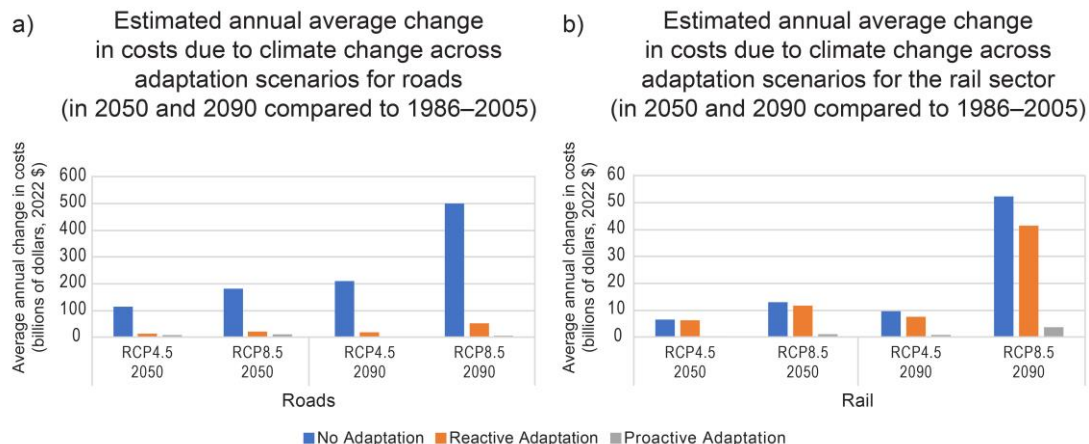 a)
Estimated annual average change
in costs due to climate change across
adaptation scenarios for roads
(in 2050 and 2090 compared to 1986–2005)
Average annual change in costs
(billions of dollars, 2022 $)
600
500
400
300
200
100
0
RCP4.5
2050
RCP8.5
2050
RCP4.5
2090
RCP8.5
2090
Roads
b)
Estimated annual average change
in costs due to climate change across
adaptation scenarios for the rail sector
(in 2050 and 2090 compared to 1986–2005)
Average annual change in costs
(billions of dollars, 2022 $)
60
50
40
30
20
10
0
RCP4.5
2050
RCP8.5
2050
RCP4.5
2090
RCP8.5
2090
Rail
No Adaptation Reactive Adaptation Proactive Adaptation